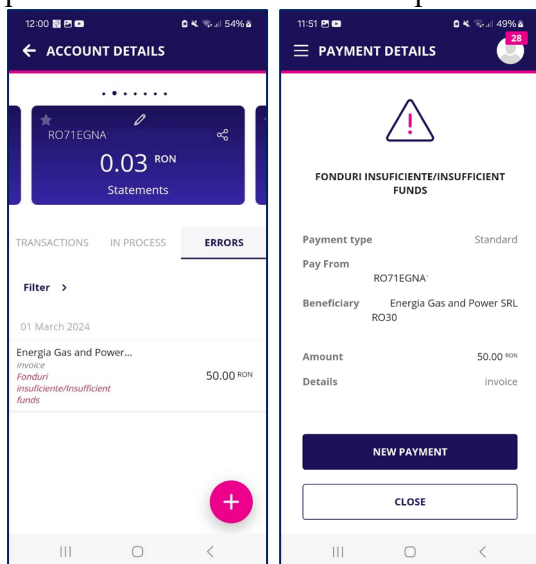 12:00 54%
ACCOUNT DETAILS
RO71EGNA
0.03 RON
Statements
TRANSACTIONS IN PROCESS ERRORS
Filter >
01 March 2024
Energia Gas and Power...
invoice
Fonduri
insuficiente/Insufficient
funds
50.00 RON
+
11:51 49%
28
PAYMENT DETAILS
!
FONDURI INSUFICIENTE/INSUFFICIENT
FUNDS
Payment type Standard
Pay From
RO71EGNA
Beneficiary Energia Gas and Power SRL
RO30
Amount 50.00 RON
Details invoice
NEW PAYMENT
CLOSE